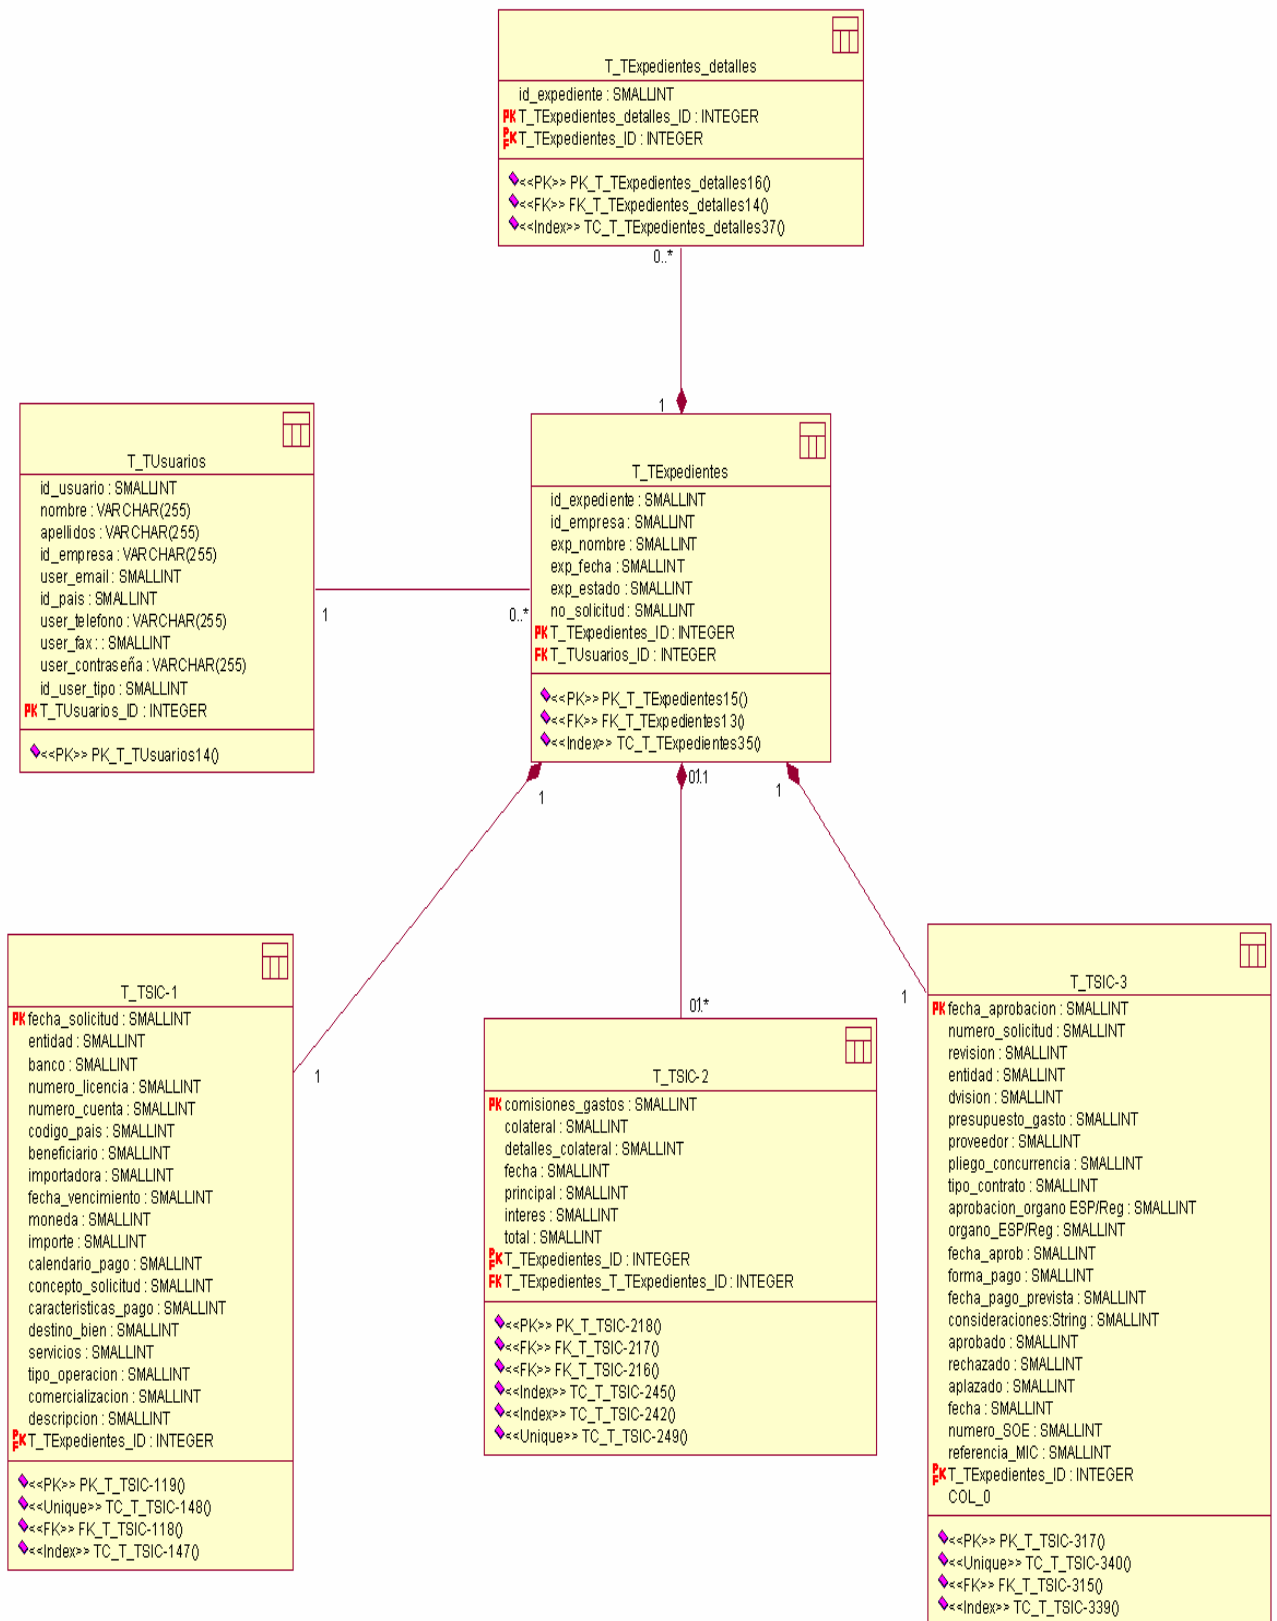 T_TExpedientes_detalles
id_expediente : SMALLINT
PK T_TExpedientes_detalles_ID : INTEGER
PFK T_TExpedientes_ID : INTEGER
<<PK>> PK_T_TExpedientes_detalles16()
<<FK>> FK_T_TExpedientes_detalles14()
<<Index>> TC_T_TExpedientes_detalles37()
0..*
1
T_TUsuarios
id_usuario : SMALLINT
nombre : VARCHAR(255)
apellidos : VARCHAR(255)
id_empresa : VARCHAR(255)
user_email : SMALLINT
id_pais : SMALLINT
user_telefono : VARCHAR(255)
user_fax : : SMALLINT
user_contraseña : VARCHAR(255)
id_user_tipo : SMALLINT
PK T_TUsuarios_ID : INTEGER
<<PK>> PK_T_TUsuarios14()
1
0..*
T_TExpedientes
id_expediente : SMALLINT
id_empresa : SMALLINT
exp_nombre : SMALLINT
exp_fecha : SMALLINT
exp_estado : SMALLINT
no_solicitud : SMALLINT
PK T_TExpedientes_ID : INTEGER
FK T_TUsuarios_ID : INTEGER
<<PK>> PK_T_TExpedientes15()
<<FK>> FK_T_TExpedientes13()
<<Index>> TC_T_TExpedientes35()
1
1
T_TSIC-1
PK fecha_solicitud : SMALLINT
entidad : SMALLINT
banco : SMALLINT
numero_licencia : SMALLINT
numero_cuenta : SMALLINT
codigo_pais : SMALLINT
beneficiario : SMALLINT
importadora : SMALLINT
fecha_vencimiento : SMALLINT
moneda : SMALLINT
importe : SMALLINT
calendario_pago : SMALLINT
concepto_solicitud : SMALLINT
caracteristicas_pago : SMALLINT
destino_bien : SMALLINT
servicios : SMALLINT
tipo_operacion : SMALLINT
comercializacion : SMALLINT
descripcion : SMALLINT
PFK T_TExpedientes_ID : INTEGER
<<PK>> PK_T_TSIC-119()
<<Unique>> TC_T_TSIC-148()
<<FK>> FK_T_TSIC-118()
<<Index>> TC_T_TSIC-147()
1
T_TSIC-2
PK comisiones_gastos : SMALLINT
colateral : SMALLINT
detalles_colateral : SMALLINT
fecha : SMALLINT
principal : SMALLINT
interes : SMALLINT
total : SMALLINT
PFK T_TExpedientes_ID : INTEGER
FK T_TExpedientes_T_TExpedientes_ID : INTEGER
<<PK>> PK_T_TSIC-218()
<<FK>> FK_T_TSIC-217()
<<FK>> FK_T_TSIC-216()
<<Index>> TC_T_TSIC-245()
<<Index>> TC_T_TSIC-242()
<<Unique>> TC_T_TSIC-249()
1
T_TSIC-3
PK fecha_aprobacion : SMALLINT
numero_solicitud : SMALLINT
revision : SMALLINT
entidad : SMALLINT
dvision : SMALLINT
presupuesto_gasto : SMALLINT
proveedor : SMALLINT
pliego_concurrencia : SMALLINT
tipo_contrato : SMALLINT
aprobacion_organo ESP/Reg : SMALLINT
organo_ESP/Reg : SMALLINT
fecha_aprob : SMALLINT
forma_pago : SMALLINT
fecha_pago_prevista : SMALLINT
consideraciones:String : SMALLINT
aprobado : SMALLINT
rechazado : SMALLINT
aplazado : SMALLINT
fecha : SMALLINT
numero_SOE : SMALLINT
referencia_MIC : SMALLINT
PFK T_TExpedientes_ID : INTEGER
COL_0
<<PK>> PK_T_TSIC-317()
<<Unique>> TC_T_TSIC-340()
<<FK>> FK_T_TSIC-315()
<<Index>> TC_T_TSIC-339()